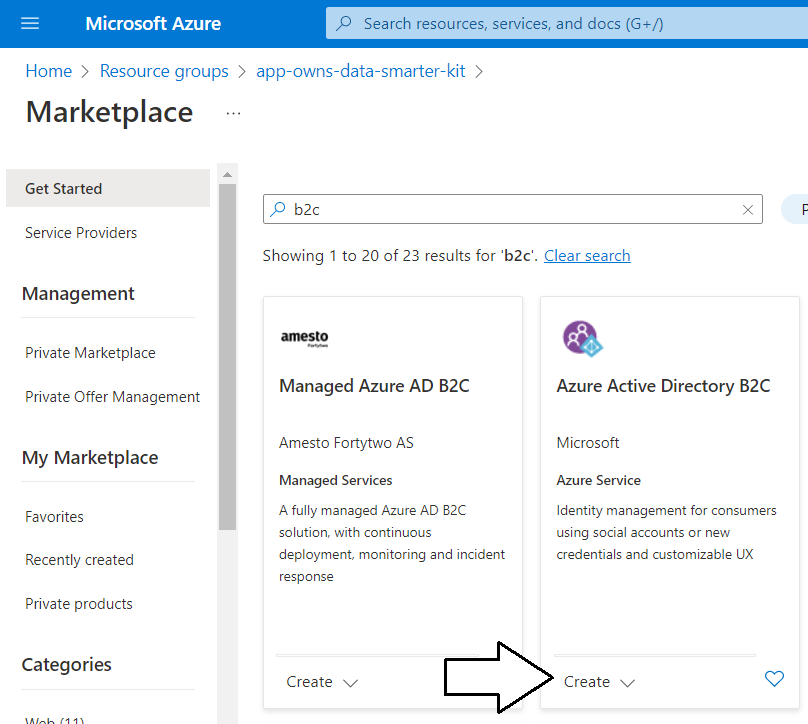 Microsoft Azure
Search resources, services, and docs (G+/)
Home > Resource groups > app-owns-data-smarter-kit >
Marketplace ...
Get Started
Service Providers
Management
Private Marketplace
Private Offer Management
My Marketplace
Favorites
Recently created
Private products
Categories
Web (11)
b2c
P
Showing 1 to 20 of 23 results for 'b2c'. Clear search
amesto
Fortytwo
Managed Azure AD B2C
Amesto Fortytwo AS
Managed Services
A fully managed Azure AD B2C
solution, with continuous
deployment, monitoring and incident
response
Create
Azure Active Directory B2C
Microsoft
Azure Service
Identity management for consumers
using social accounts or new
credentials and customizable UX
Create